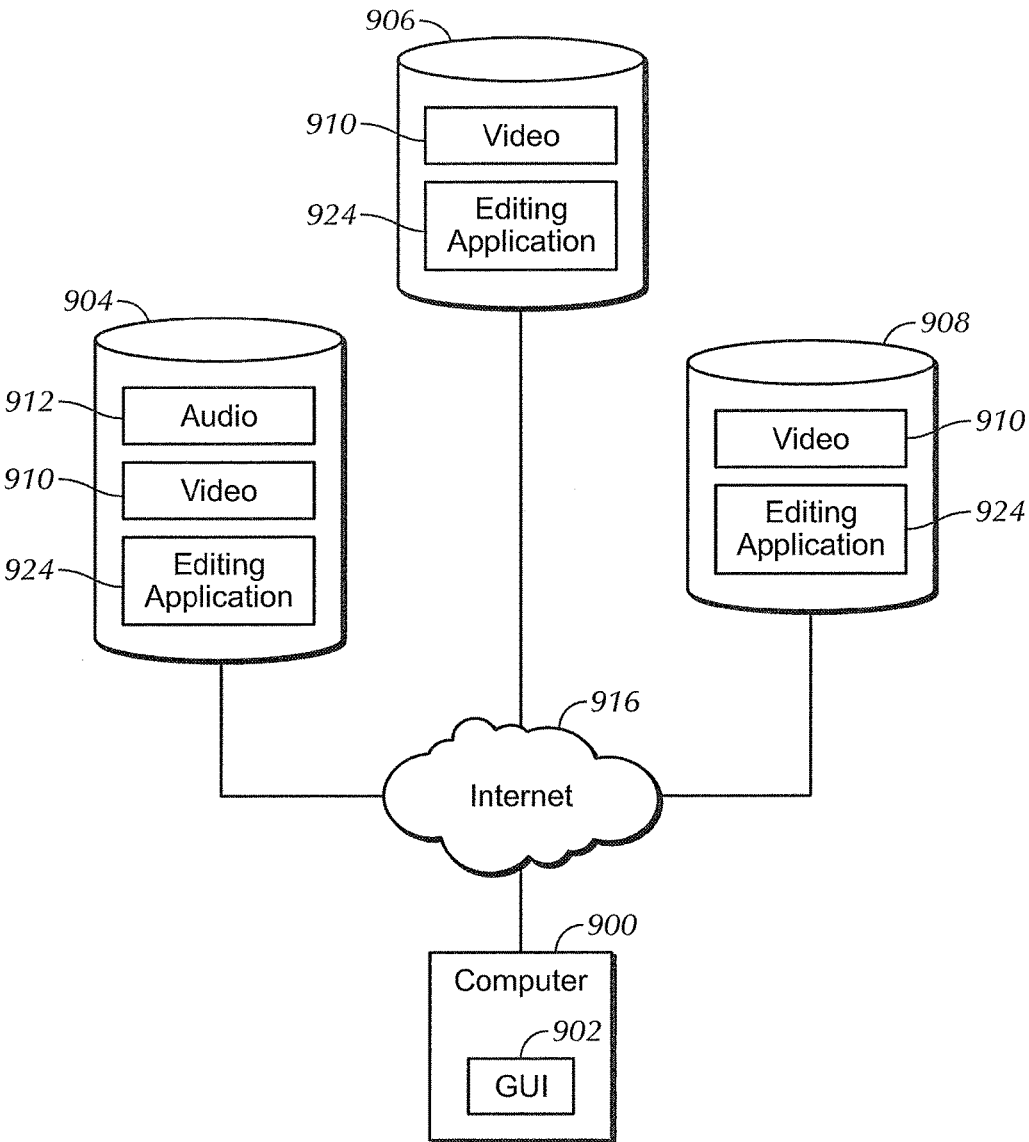 906
910
Video
924
Editing
Application
904
912
Audio
910
Video
924
Editing
Application
908
Video
910
Editing
Application
924
916
Internet
900
Computer
902
GUI